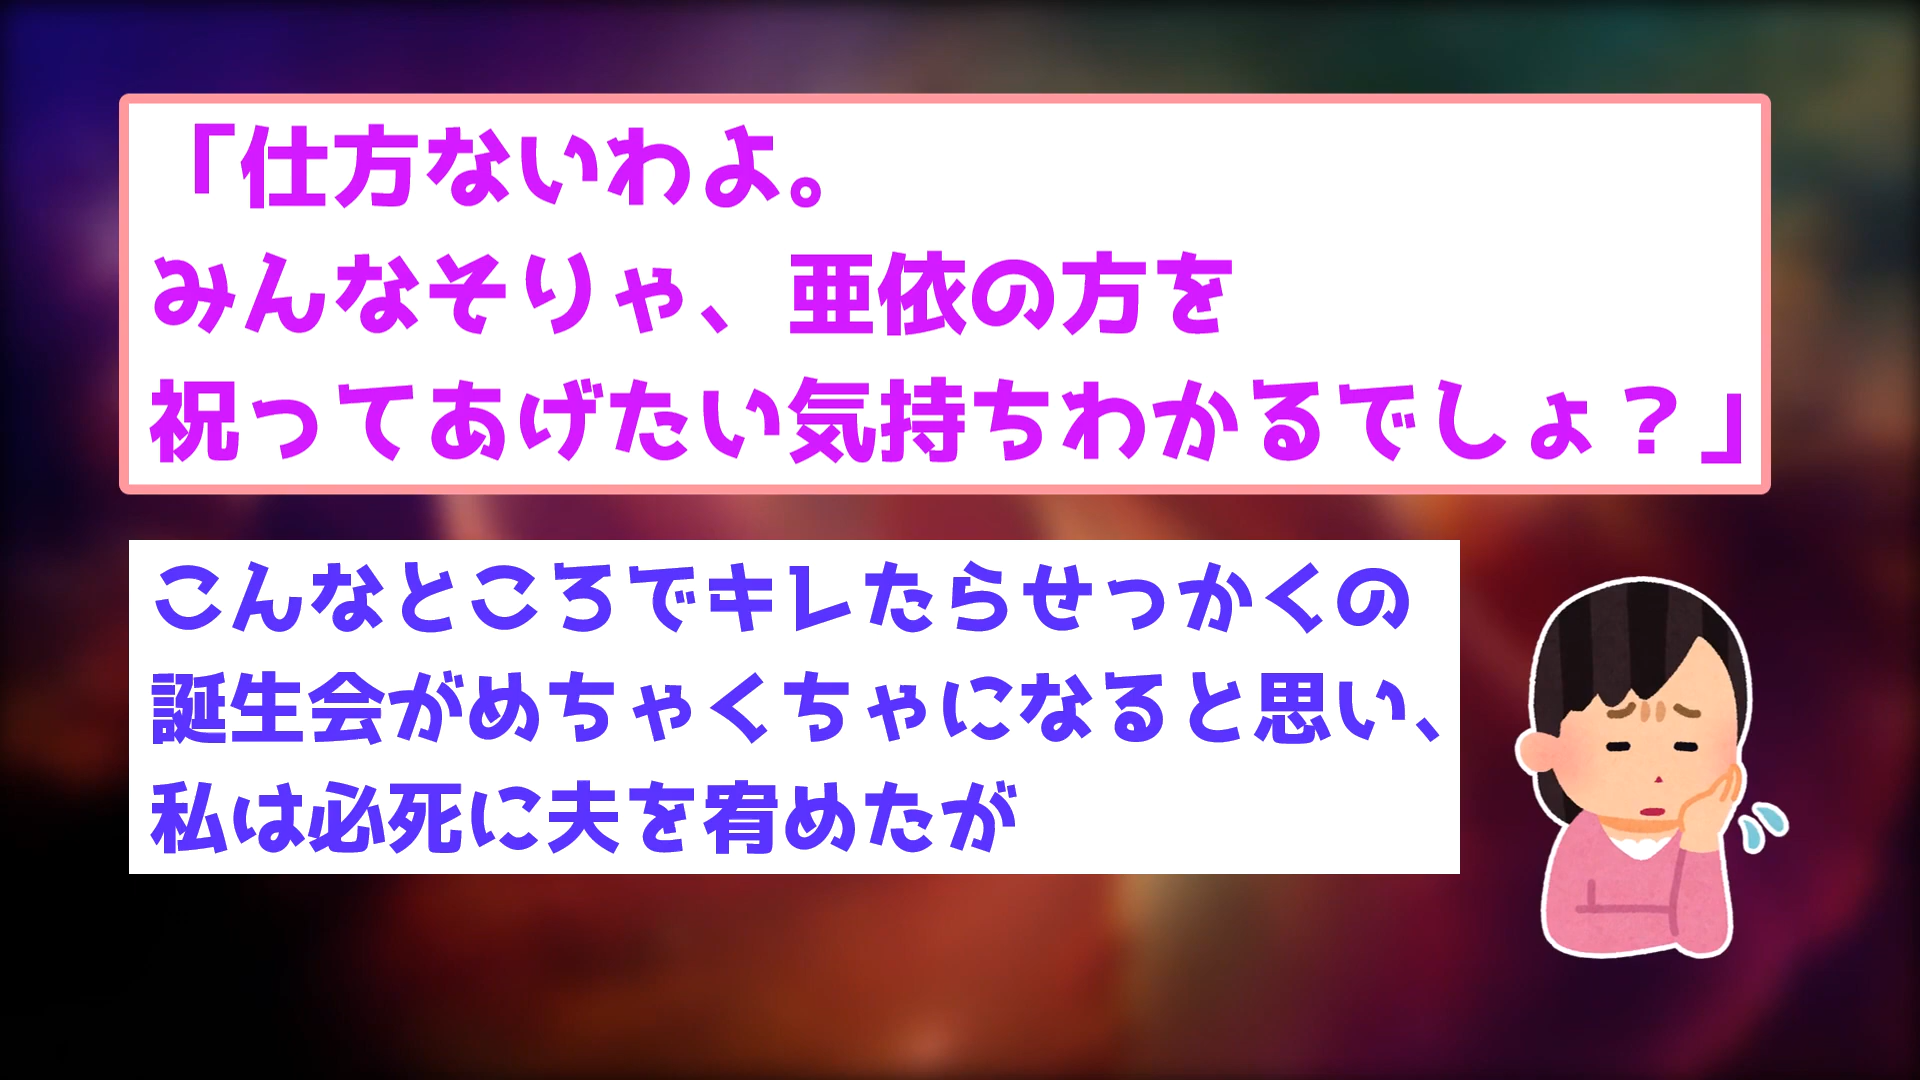 「仕方ないわよ。
みんなそりゃ、亜依の方を
祝ってあげたい気持ちわかるでしょ？」
こんなところでキレたらせっかくの
誕生会がめちゃくちゃになると思い、
私は必死に夫を宥めたが